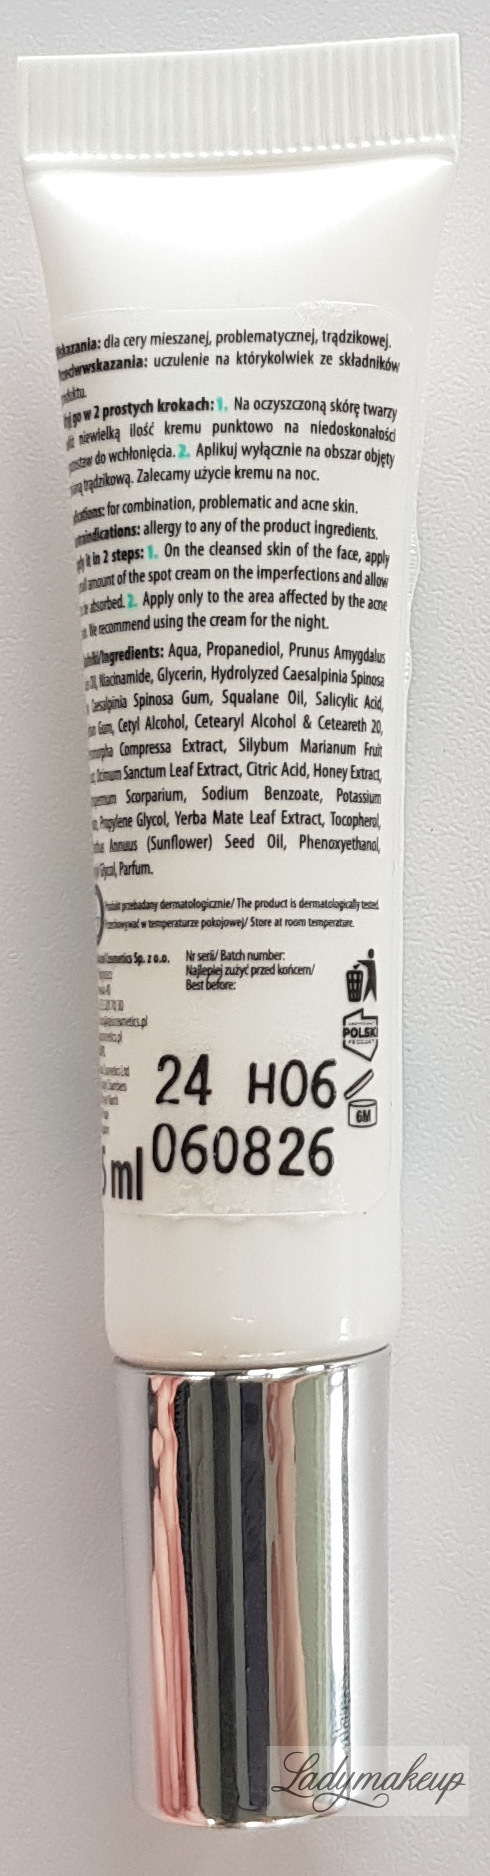 dla cery mieszanej, problematycznej, trądzikowej.
uczulenie na którykolwiek ze składników
go w 2 prostych krokach: 1. Na oczyszczoną skórę twarzy
niewielką ilość kremu punktowo na niedoskonałości
do wchłonięcia. 2. Aplikuj wyłącznie na obszar objęty
trądzikową. Zalecamy użycie kremu na noc.
for combination, problematic and acne skin.
allergy to any of the product ingredients.
it in 2 steps: 1. On the cleansed skin of the face, apply
amount of the spot cream on the imperfections and allow
absorbed. 2. Apply only to the area affected by the acne
We recommend using the cream for the night.
/Ingredients: Aqua, Propanediol, Prunus Amygdalus
Oil, Niacinamide, Glycerin, Hydrolyzed Caesalpinia Spinosa
Caesalpinia Spinosa Gum, Squalane Oil, Salicylic Acid,
Gum, Cetyl Alcohol, Cetearyl Alcohol & Ceteareth 20,
Compressa Extract, Silybum Marianum Fruit
Ocimum Sanctum Leaf Extract, Citric Acid, Honey Extract,
Scorparium, Sodium Benzoate, Potassium
Propylene Glycol, Yerba Mate Leaf Extract, Tocopherol,
Annuus (Sunflower) Seed Oil, Phenoxyethanol,
Glycol, Parfum.
Produkt przebadany dermatologicznie/ The product is dermatologically tested.
Przechowywać w temperaturze pokojowej/ Store at room temperature.
Cosmetics Sp. z o.o.
Nr serii/ Batch number:
Najlepiej zużyć przed końcem/
Best before:
POLSKI
PRODUCT
24 H06
6M
ml
060826
Ladymakeup